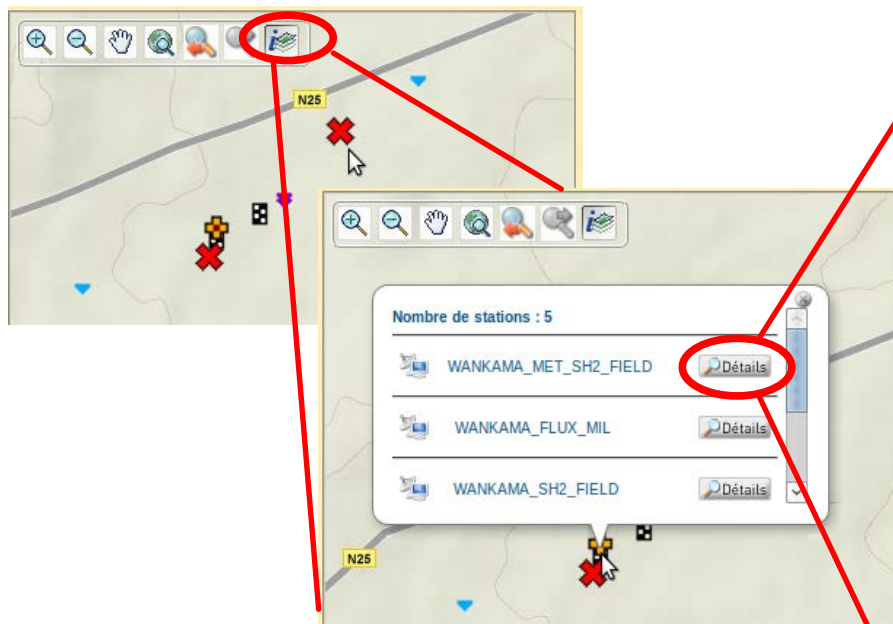 i
N25
i
Nombre de stations : 5
WANKAMA_MET_SH2_FIELD
Détails
WANKAMA_FLUX_MIL
Détails
WANKAMA_SH2_FIELD
Détails
N25